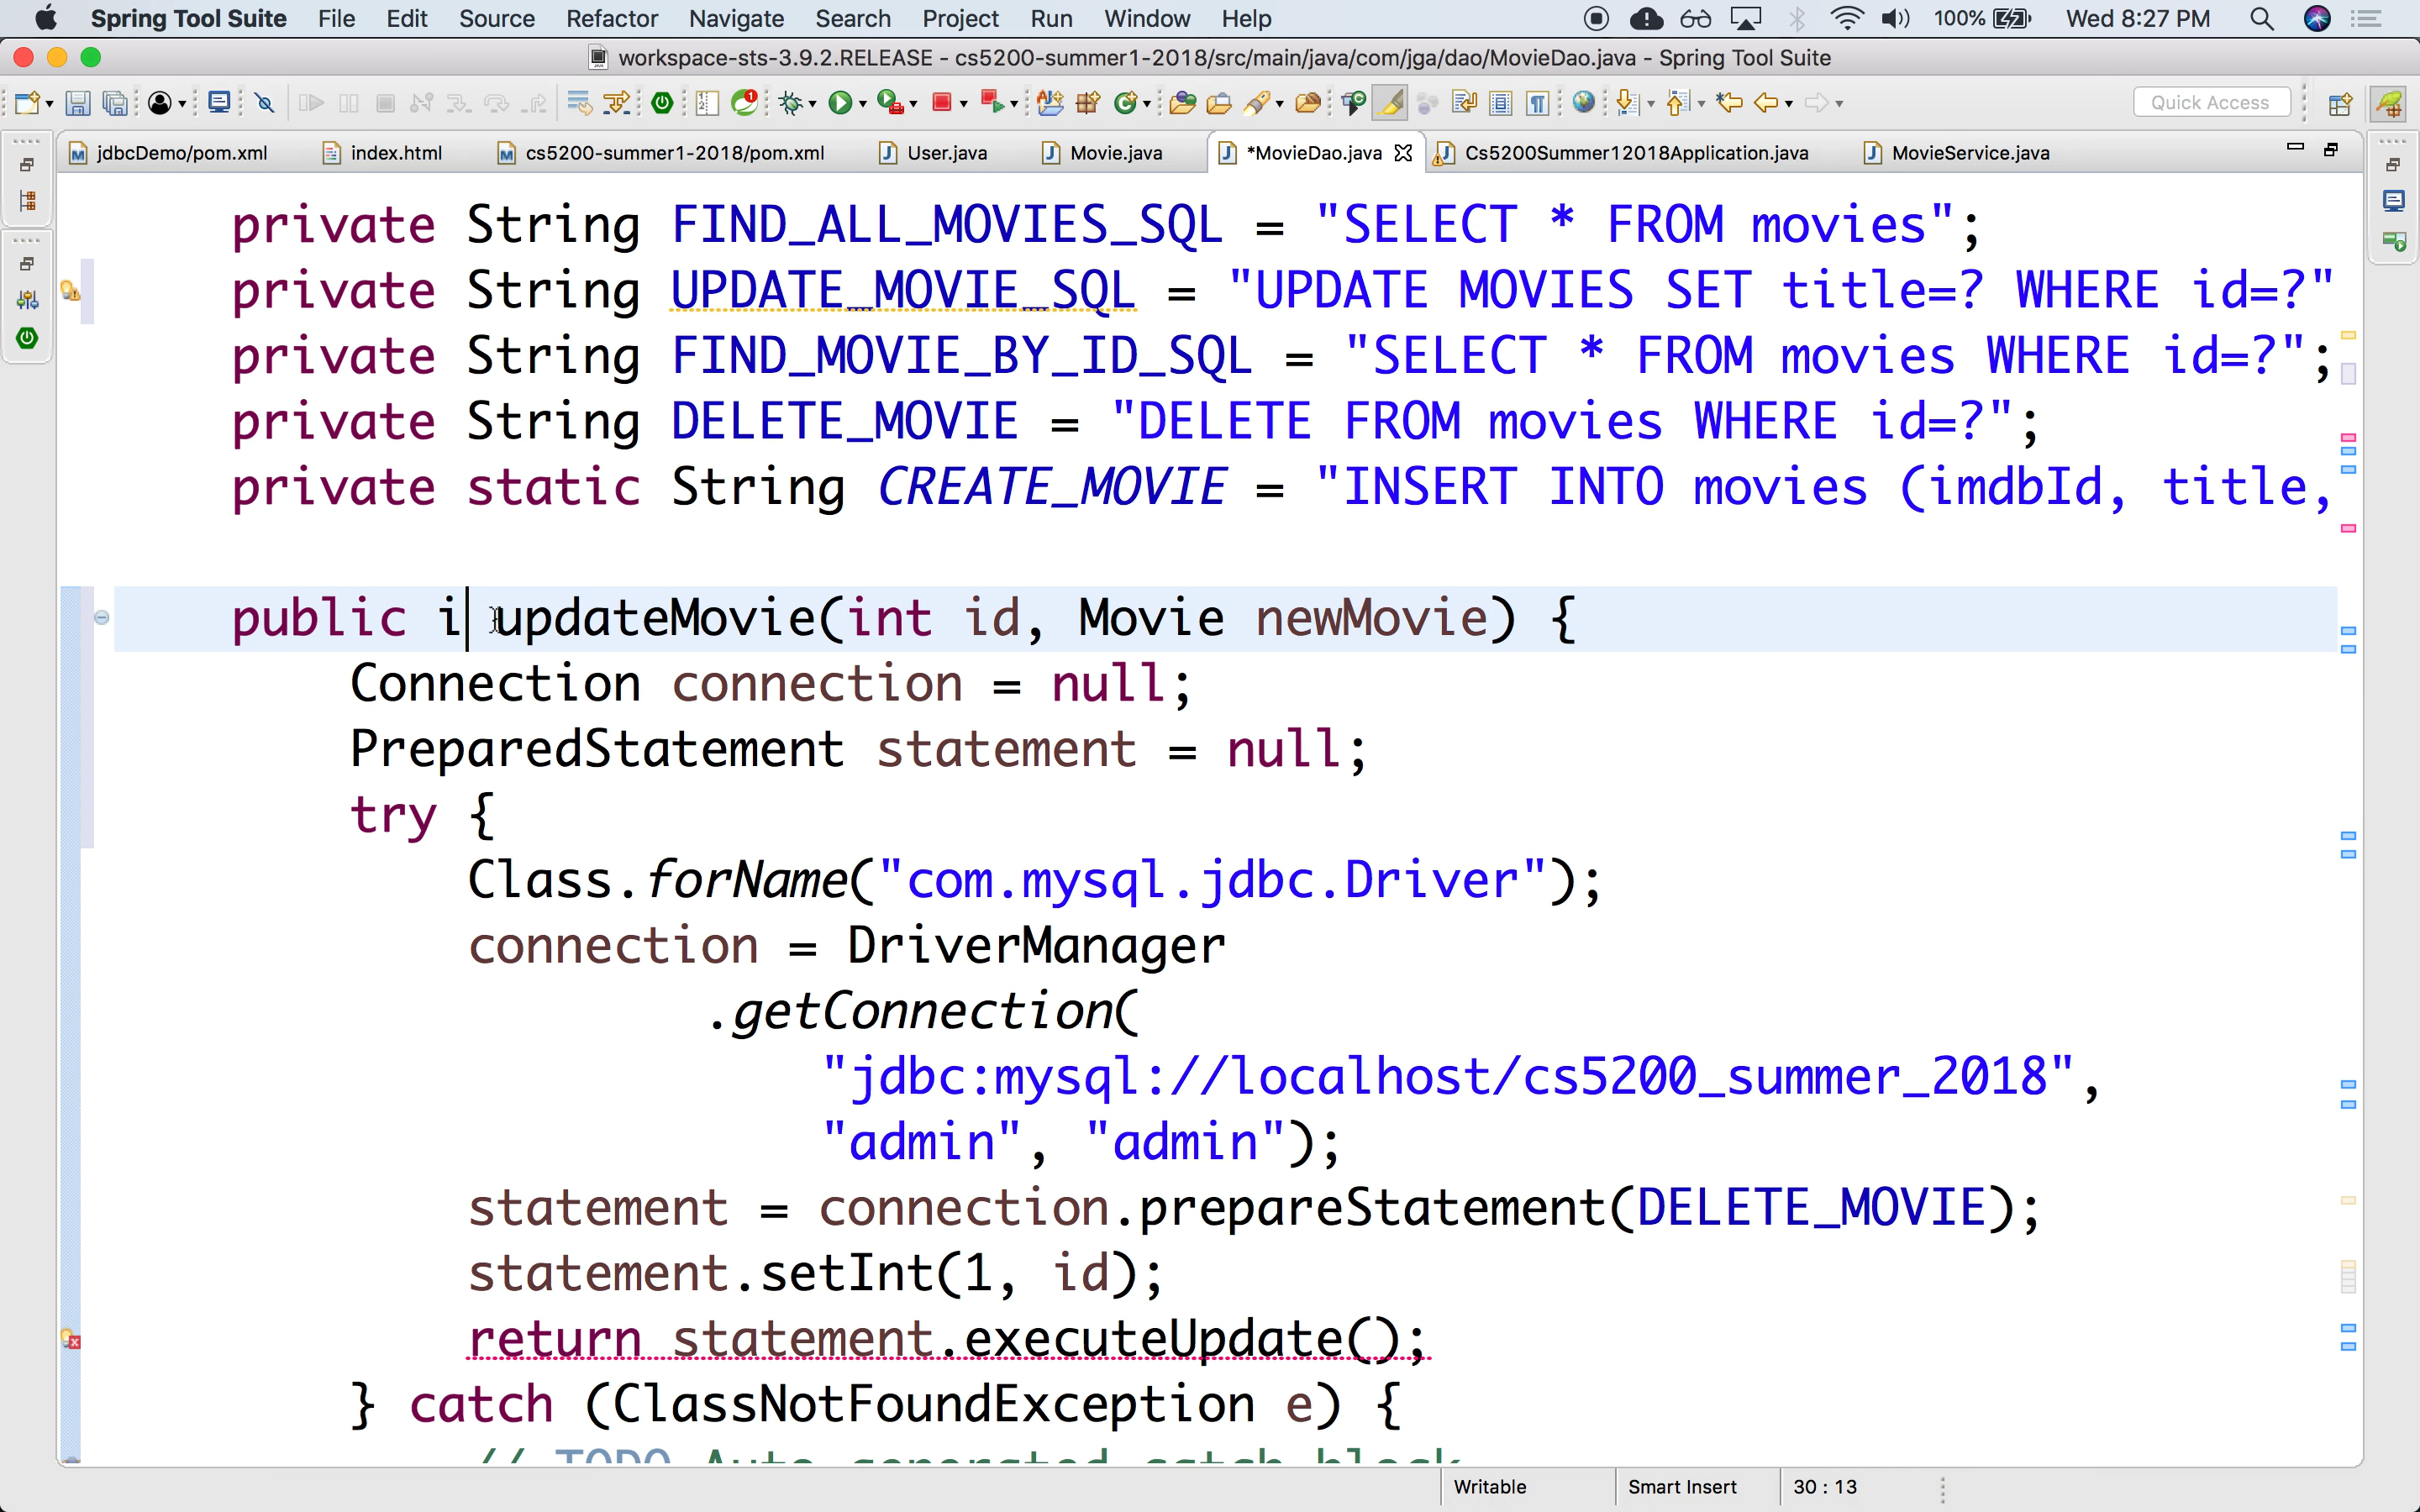 Spring Tool Suite File Edit Source Refactor Navigate Search Project Run Window Help 100% Wed 8:27 PM
workspace-sts-3.9.2.RELEASE - cs5200-summer1-2018/src/main/java/com/jga/dao/MovieDao.java - Spring Tool Suite
Quick Access
jdbcDemo/pom.xml index.html cs5200-summer1-2018/pom.xml User.java Movie.java *MovieDao.java Cs5200Summer12018Application.java MovieService.java
private String FIND_ALL_MOVIES_SQL = "SELECT * FROM movies";
private String UPDATE_MOVIE_SQL = "UPDATE MOVIES SET title=? WHERE id=?"
private String FIND_MOVIE_BY_ID_SQL = "SELECT * FROM movies WHERE id=?";
private String DELETE_MOVIE = "DELETE FROM movies WHERE id=?";
private static String CREATE_MOVIE = "INSERT INTO movies (imdbId, title,
public i updateMovie(int id, Movie newMovie) {
Connection connection = null;
PreparedStatement statement = null;
try {
Class.forName("com.mysql.jdbc.Driver");
connection = DriverManager
.getConnection(
"jdbc:mysql://localhost/cs5200_summer_2018",
"admin", "admin");
statement = connection.prepareStatement(DELETE_MOVIE);
statement.setInt(1, id);
return statement.executeUpdate();
} catch (ClassNotFoundException e) {
// TODO Auto-generated catch block
Writable Smart Insert 30 : 13